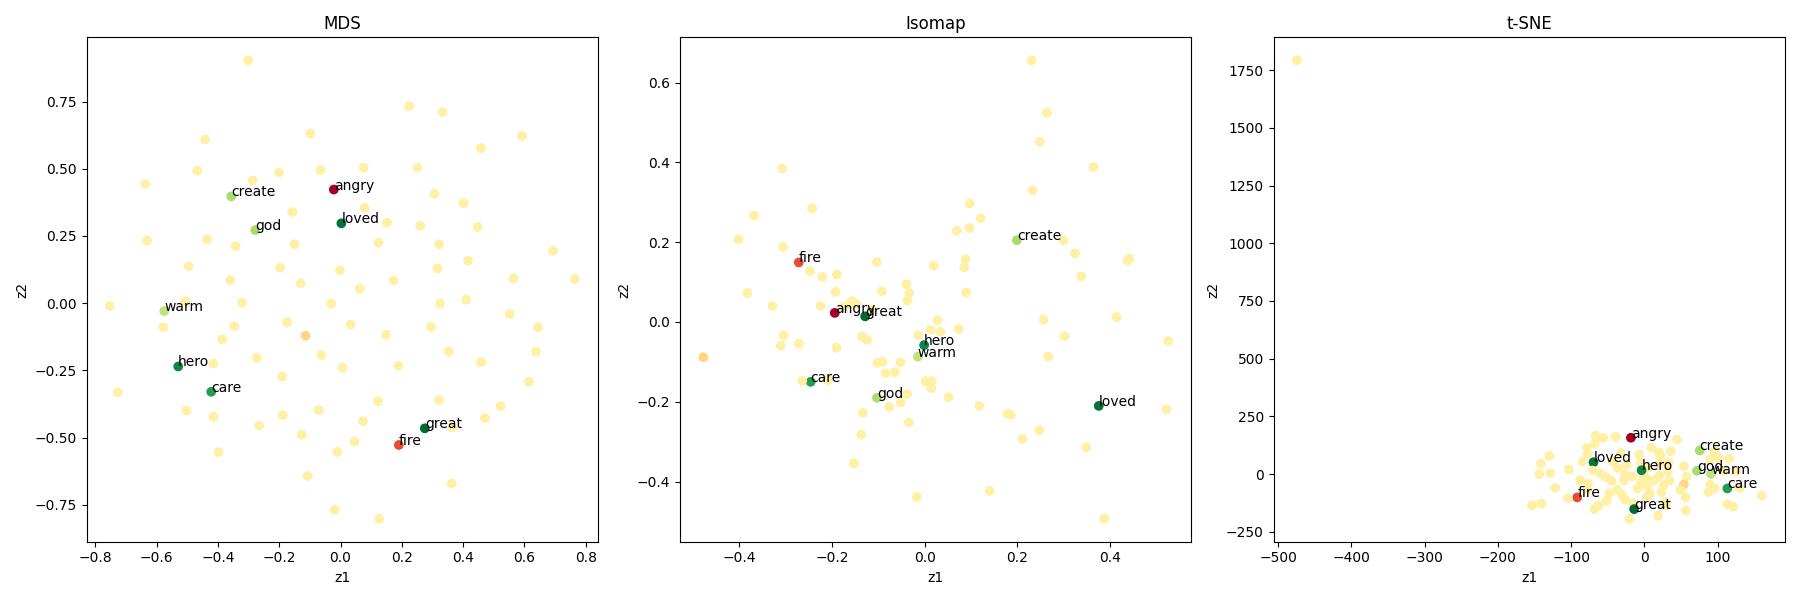 MDS
z2
0.75
0.50
0.25
0.00
−0.25
−0.50
−0.75
create
angry
god
loved
warm
hero
care
great
fire
−0.8
−0.6
−0.4
−0.2
0.0
0.2
0.4
0.6
0.8
z1
Isomap
z2
0.6
0.4
0.2
0.0
−0.2
−0.4
create
fire
angry
great
hero
warm
care
god
loved
−0.4
−0.2
0.0
0.2
0.4
z1
t-SNE
z2
1750
1500
1250
1000
750
500
250
0
−250
angry
create
loved
hero
god
warm
care
fire
great
−500
−400
−300
−200
−100
0
100
z1